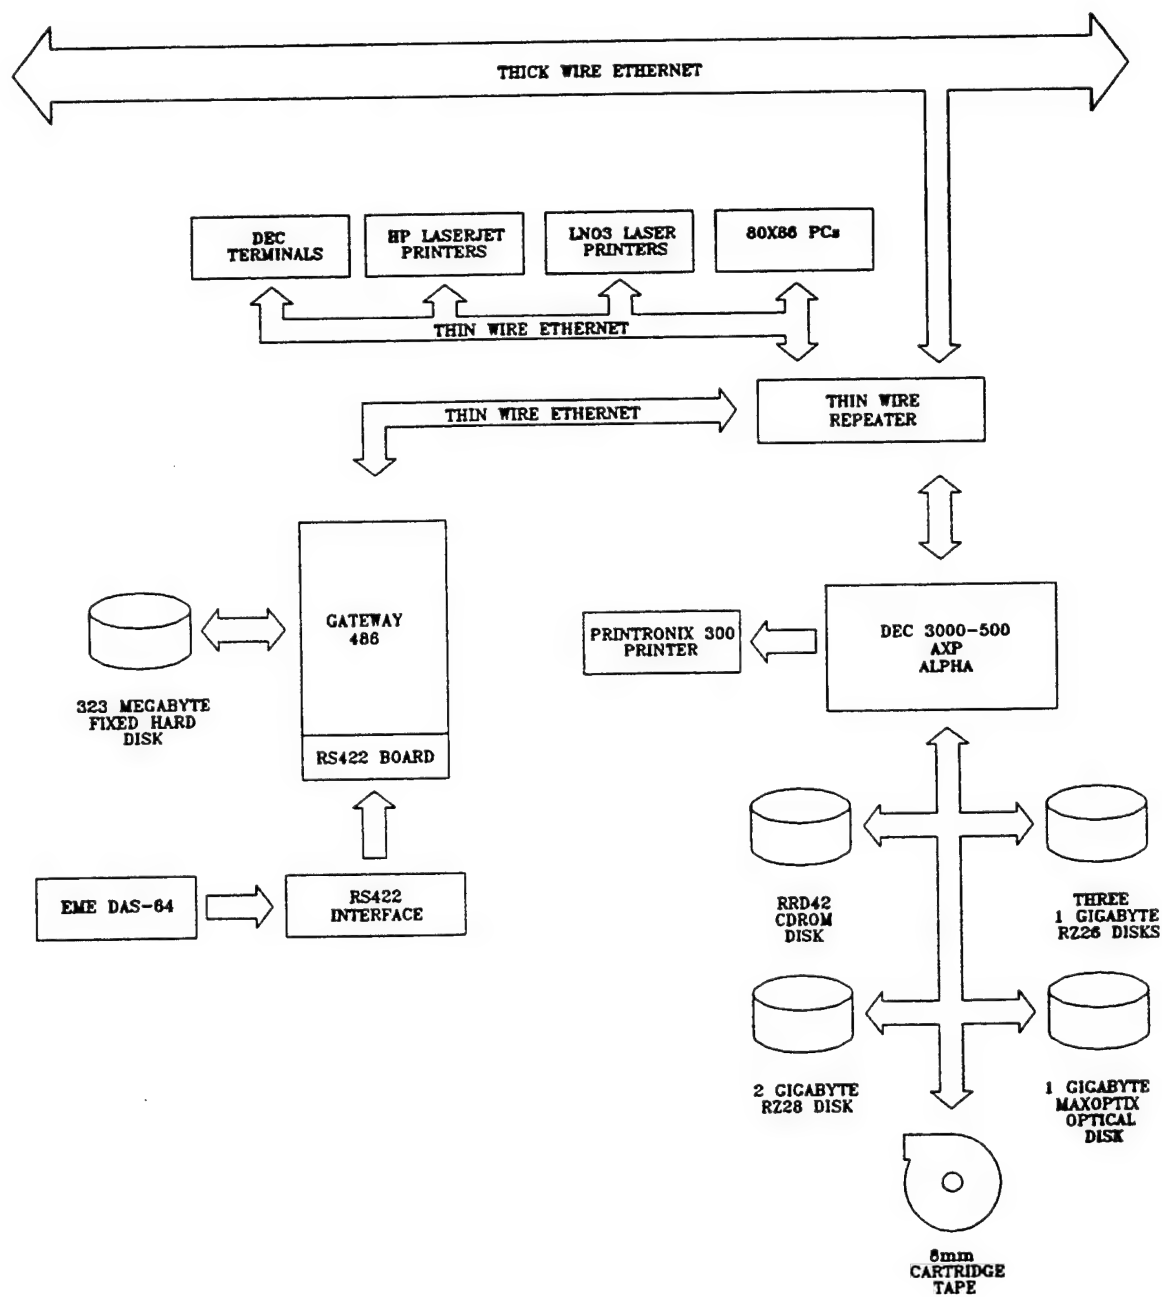 THICK WIRE ETHERNET
DEC
TERMINALS
HP LASERJET
PRINTERS
LN03 LASER
PRINTERS
80X86 PCs
THIN WIRE ETHERNET
THIN WIRE ETHERNET
THIN WIRE
REPEATER
GATEWAY
486
RS422 BOARD
323 MEGABYTE
FIXED HARD
DISK
PRINTRONIX 300
PRINTER
DEC 3000-500
AXP
ALPHA
EME DAS-64
RS422
INTERFACE
RRD42
CDROM
DISK
THREE
1 GIGABYTE
RZ26 DISKS
2 GIGABYTE
RZ28 DISK
1 GIGABYTE
MAXOPTIX
OPTICAL
DISK
8mm
CARTRIDGE
TAPE